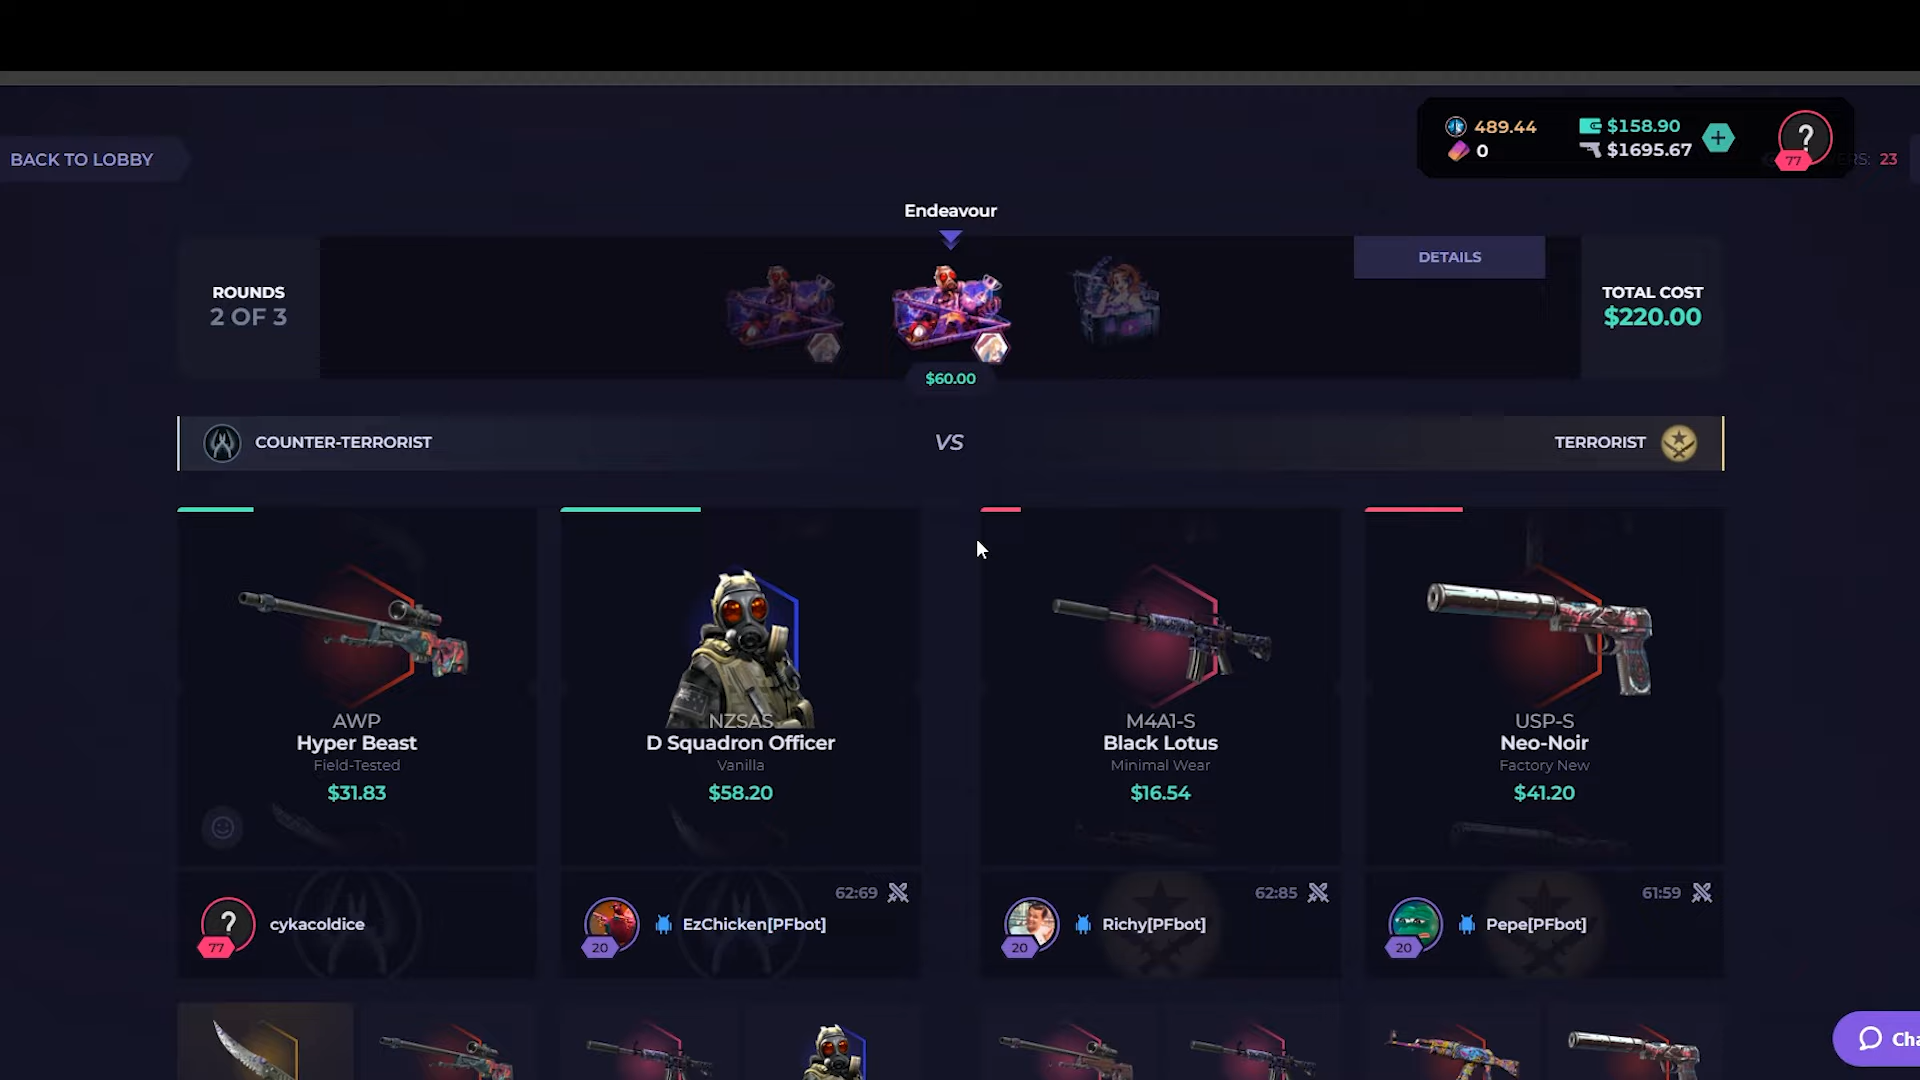 489.44
$158.90
0
$1695.67
77
RS: 23
BACK TO LOBBY
Endeavour
DETAILS
ROUNDS
2 OF 3
TOTAL COST
$220.00
$60.00
COUNTER-TERRORIST
VS
TERRORIST
AWP
Hyper Beast
Field-Tested
$31.83
NZSAS
D Squadron Officer
Vanilla
$58.20
M4A1-S
Black Lotus
Minimal Wear
$16.54
USP-S
Neo-Noir
Factory New
$41.20
?
77
cykacoldice
62:69
20
EzChicken[PFbot]
62:85
20
Richy[PFbot]
61:59
20
Pepe[PFbot]
Cha